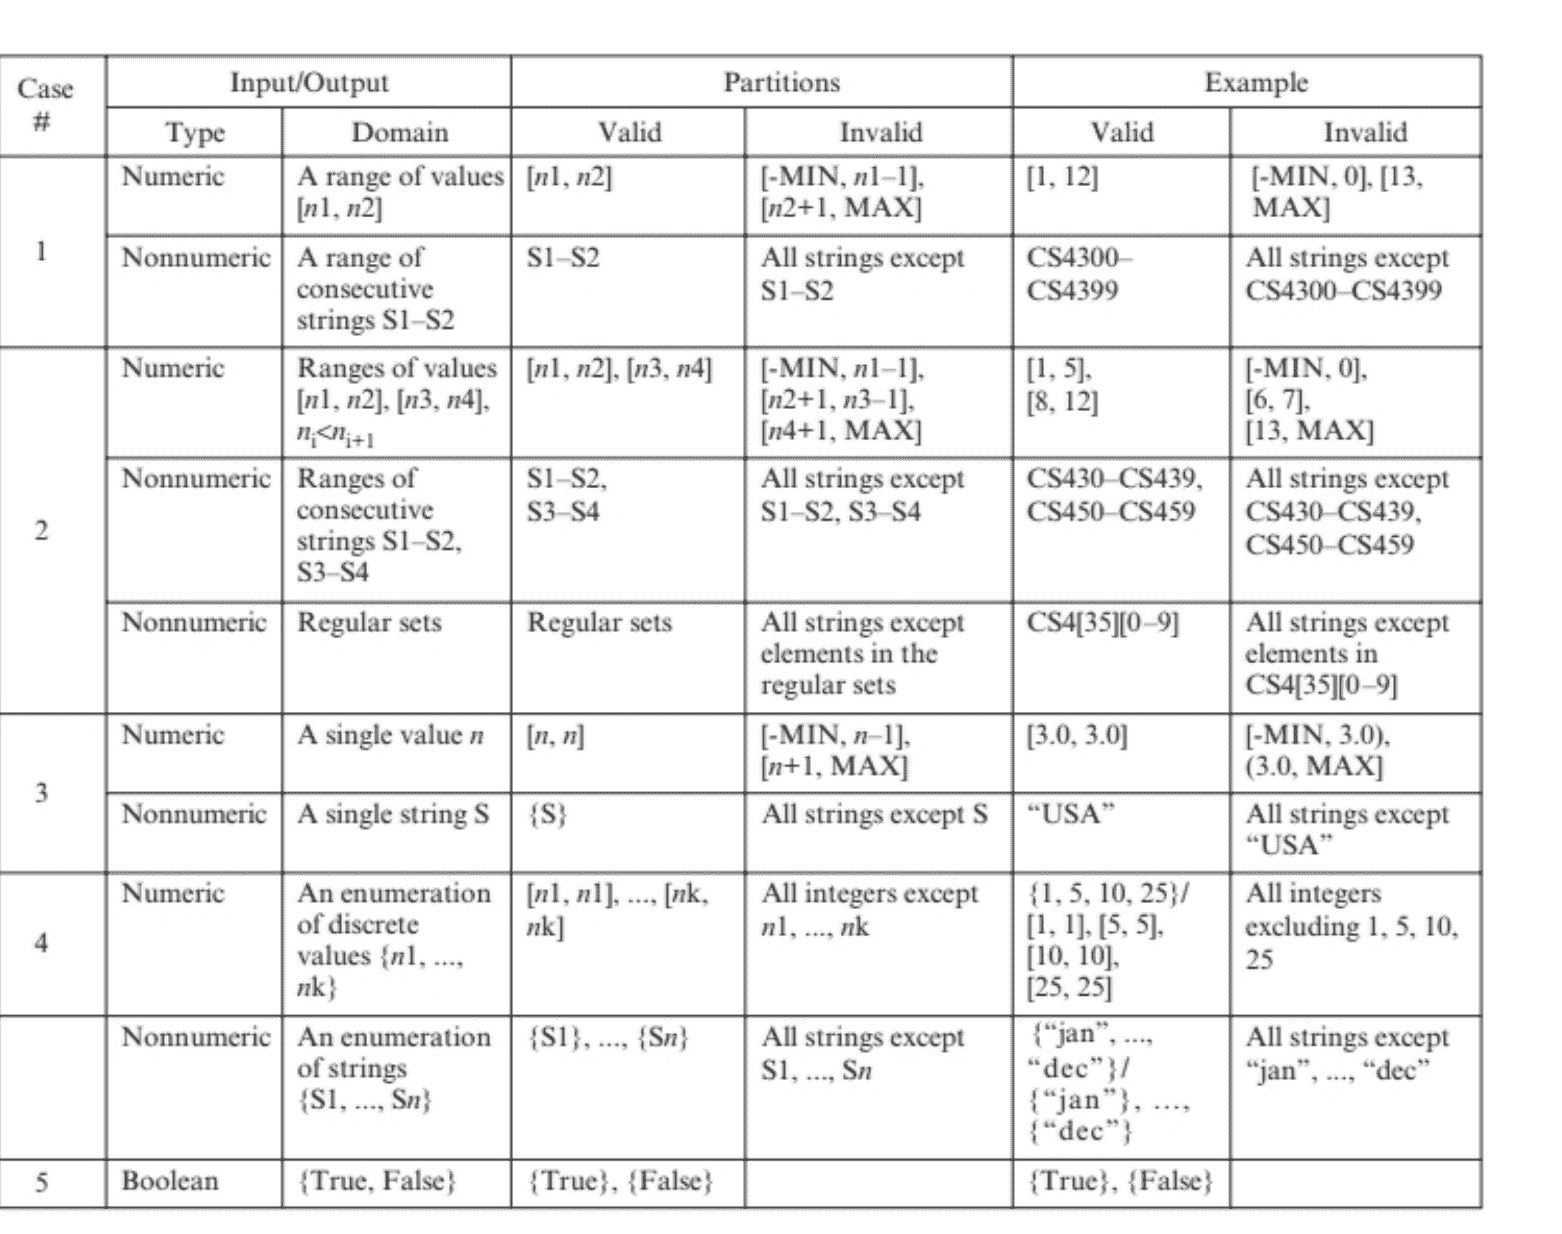 Case
#
Input/Output
Partitions
Example
Type
Domain
Valid
Invalid
Valid
Invalid
1
Numeric
A range of values
[n1, n2]
[n1, n2]
[-MIN, n1–1],
[n2+1, MAX]
[1, 12]
[-MIN, 0], [13,
MAX]
Nonnumeric
A range of
consecutive
strings S1–S2
S1–S2
All strings except
S1–S2
CS4300–
CS4399
All strings except
CS4300–CS4399
2
Numeric
Ranges of values
[n1, n2], [n3, n4],
ni<ni+1
[n1, n2], [n3, n4]
[-MIN, n1–1],
[n2+1, n3–1],
[n4+1, MAX]
[1, 5],
[8, 12]
[-MIN, 0],
[6, 7],
[13, MAX]
Nonnumeric
Ranges of
consecutive
strings S1–S2,
S3–S4
S1–S2,
S3–S4
All strings except
S1–S2, S3–S4
CS430–CS439,
CS450–CS459
All strings except
CS430–CS439,
CS450–CS459
Nonnumeric
Regular sets
Regular sets
All strings except
elements in the
regular sets
CS4[35][0–9]
All strings except
elements in
CS4[35][0–9]
3
Numeric
A single value n
[n, n]
[-MIN, n–1],
[n+1, MAX]
[3.0, 3.0]
[-MIN, 3.0),
(3.0, MAX]
Nonnumeric
A single string S
{S}
All strings except S
“USA”
All strings except
“USA”
4
Numeric
An enumeration
of discrete
values {n1, ...,
nk}
[n1, n1], ..., [nk,
nk]
All integers except
n1, ..., nk
{1, 5, 10, 25}/
[1, 1], [5, 5],
[10, 10],
[25, 25]
All integers
excluding 1, 5, 10,
25
Nonnumeric
An enumeration
of strings
{S1, ..., Sn}
{S1}, ..., {Sn}
All strings except
S1, ..., Sn
{“jan”, ...,
“dec”}/
{“jan”}, ...,
{“dec”}
All strings except
“jan”, ..., “dec”
5
Boolean
{True, False}
{True}, {False}
{True}, {False}